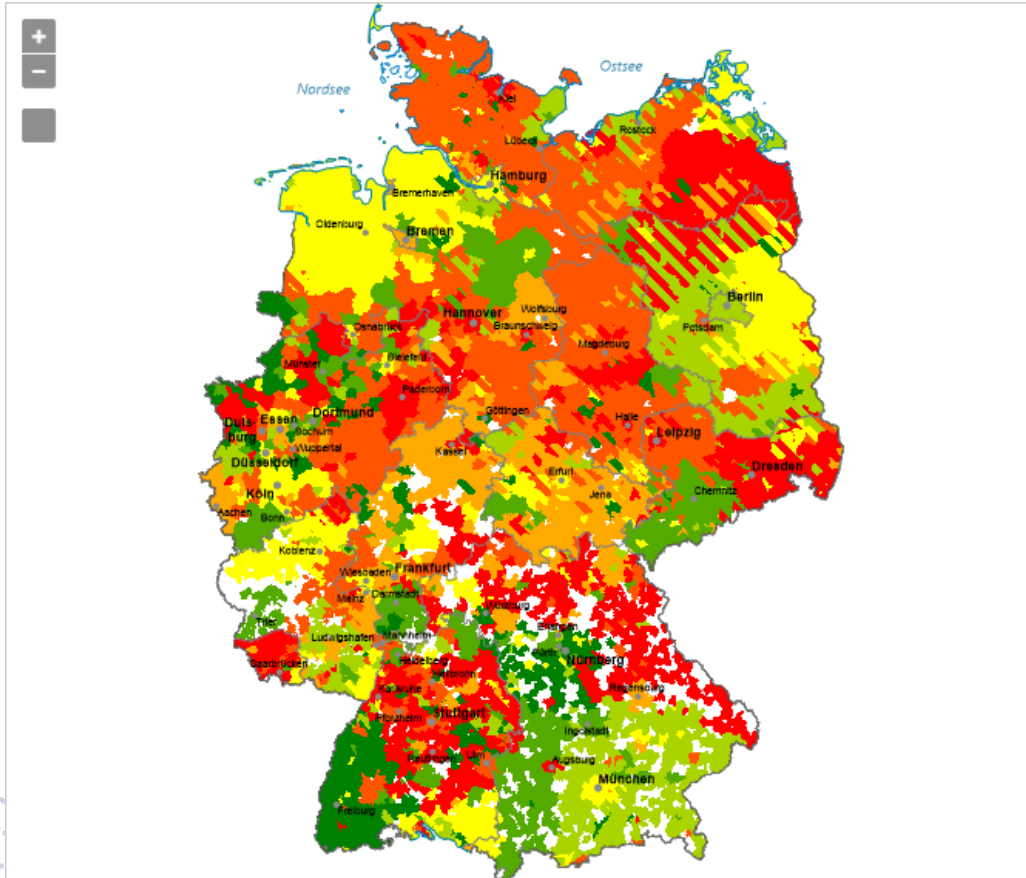 +
Ostsee
−
Nordsee
Kiel
Rostock
Lübeck
Hamburg
Bremerhaven
Oldenburg
Bremen
Berlin
Wolfsburg
Hannover
Osnabrück
Braunschweig
Potsdam
Magdeburg
Bielefeld
Münster
Paderborn
Göttingen
Dortmund
Essen
Duis
burg
Bochum
Halle
Leipzig
Wuppertal
Kassel
Düsseldorf
Dresden
Erfurt
Köln
Jena
Chemnitz
Aachen
Bonn
Koblenz
Frankfurt
Wiesbaden
Mainz
Darmstadt
Würzburg
Trier
Erlangen
Ludwigshafen
Mannheim
Fürth
Nürnberg
Saarbrücken
Heidelberg
Heilbronn
Karlsruhe
Regensburg
Stuttgart
Pforzheim
Ingolstadt
Reutlingen
Ulm
Augsburg
München
Freiburg